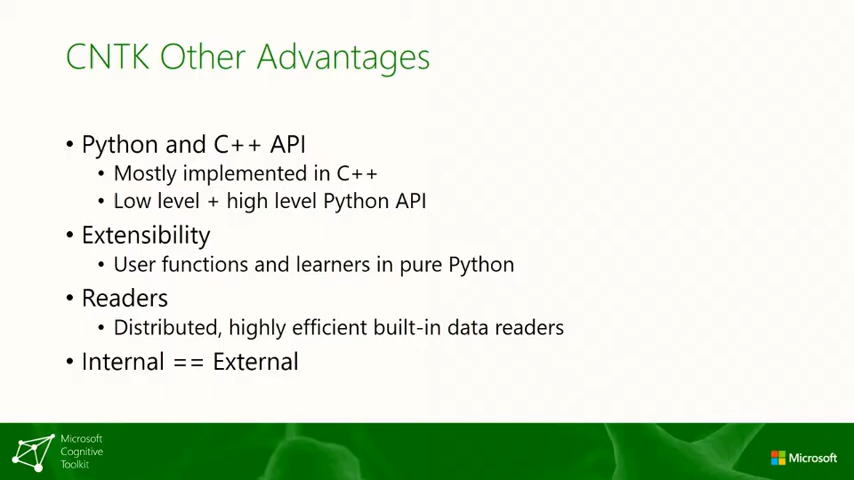 CNTK Other Advantages
• Python and C++ API
• Mostly implemented in C++
• Low level + high level Python API
• Extensibility
• User functions and learners in pure Python
• Readers
• Distributed, highly efficient built-in data readers
• Internal == External
Microsoft
Cognitive
Toolkit
Microsoft